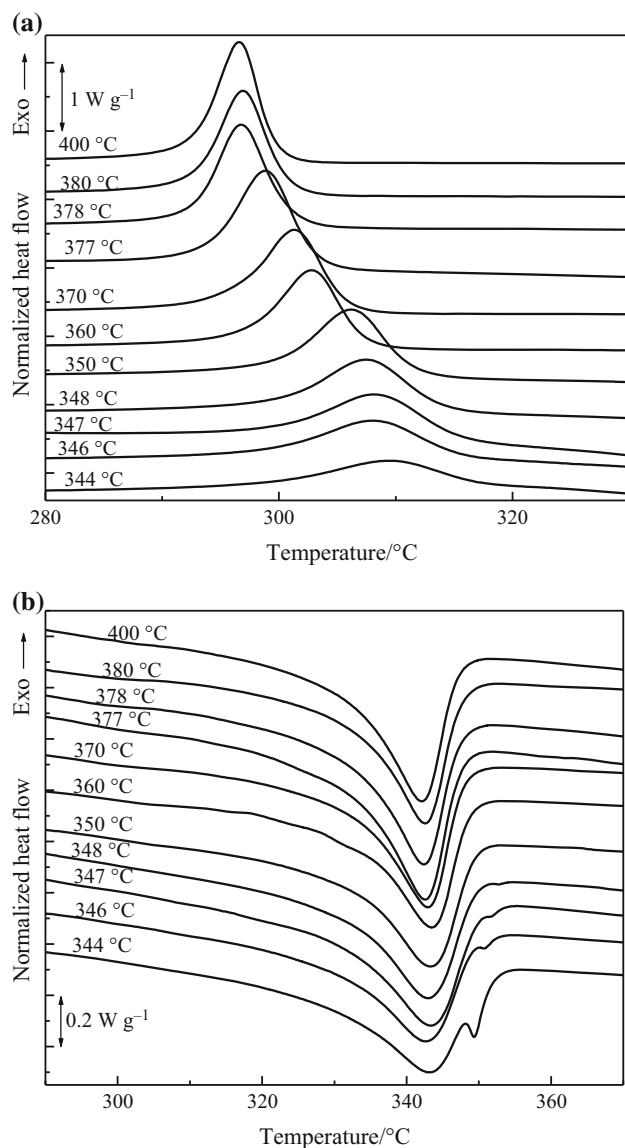 (a)
Exo
1 W g–1
400 °C
380 °C
378 °C
377 °C
370 °C
360 °C
350 °C
348 °C
347 °C
346 °C
344 °C
Normalized heat flow
280 300 320
Temperature/°C
(b)
Exo
400 °C
380 °C
378 °C
377 °C
370 °C
360 °C
350 °C
348 °C
347 °C
346 °C
344 °C
Normalized heat flow
0.2 W g–1
300 320 340 360
Temperature/°C